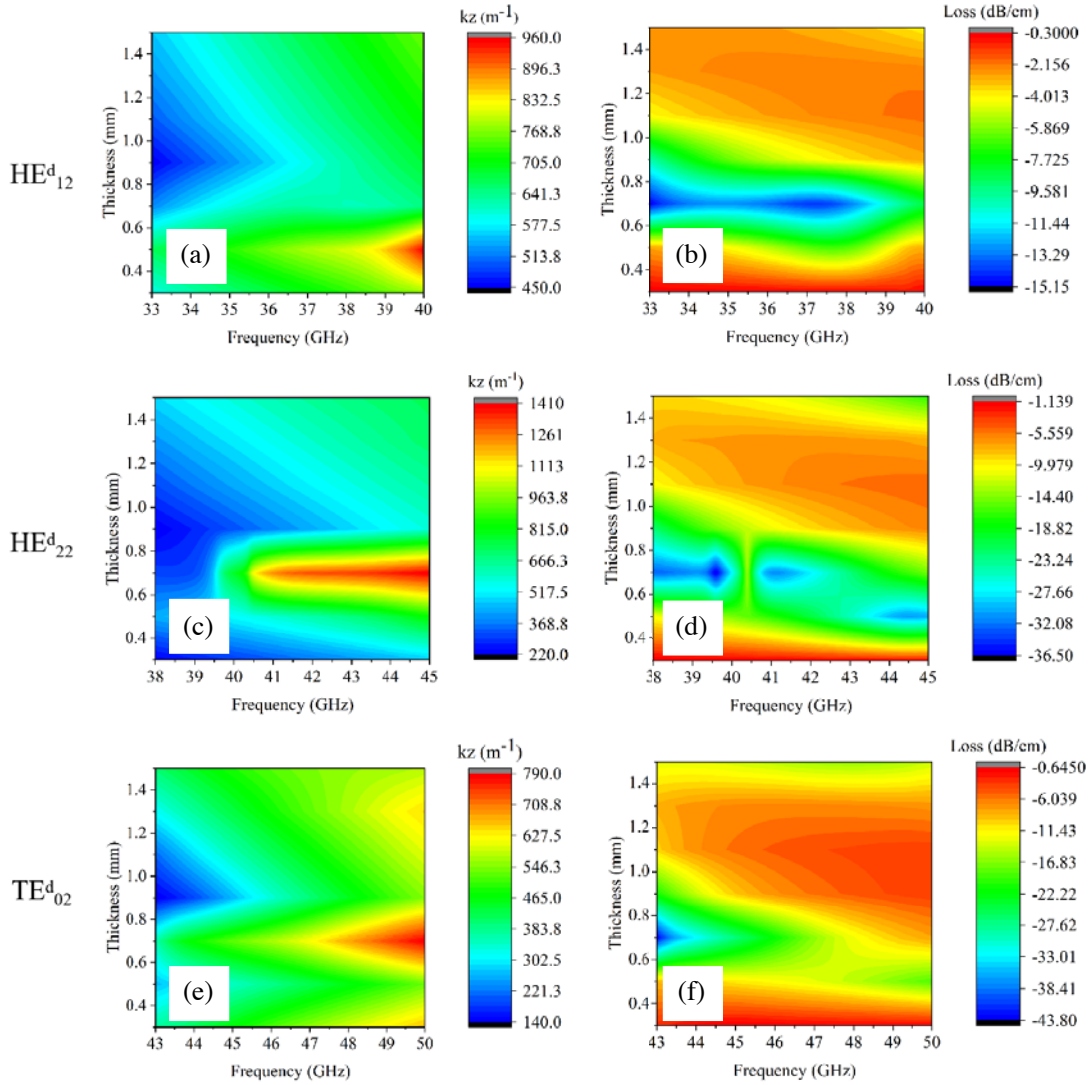 kz (m⁻¹)
960.0
896.3
832.5
768.8
705.0
641.3
577.5
513.8
450.0
Thickness (mm)
1.4
1.2
1.0
0.8
0.6
0.4
33 34 35 36 37 38 39 40
Frequency (GHz)
(a)
HEᵈ₁₂
Loss (dB/cm)
-0.3000
-2.156
-4.013
-5.869
-7.725
-9.581
-11.44
-13.29
-15.15
Thickness (mm)
1.4
1.2
1.0
0.8
0.6
0.4
33 34 35 36 37 38 39 40
Frequency (GHz)
(b)
kz (m⁻¹)
1410
1261
1113
963.8
815.0
666.3
517.5
368.8
220.0
Thickness (mm)
1.4
1.2
1.0
0.8
0.6
0.4
38 39 40 41 42 43 44 45
Frequency (GHz)
(c)
HEᵈ₂₂
Loss (dB/cm)
-1.139
-5.559
-9.979
-14.40
-18.82
-23.24
-27.66
-32.08
-36.50
Thickness (mm)
1.4
1.2
1.0
0.8
0.6
0.4
38 39 40 41 42 43 44 45
Frequency (GHz)
(d)
kz (m⁻¹)
790.0
708.8
627.5
546.3
465.0
383.8
302.5
221.3
140.0
Thickness (mm)
1.4
1.2
1.0
0.8
0.6
0.4
43 44 45 46 47 48 49 50
Frequency (GHz)
(e)
TEᵈ₀₂
Loss (dB/cm)
-0.6450
-6.039
-11.43
-16.83
-22.22
-27.62
-33.01
-38.41
-43.80
Thickness (mm)
1.4
1.2
1.0
0.8
0.6
0.4
43 44 45 46 47 48 49 50
Frequency (GHz)
(f)